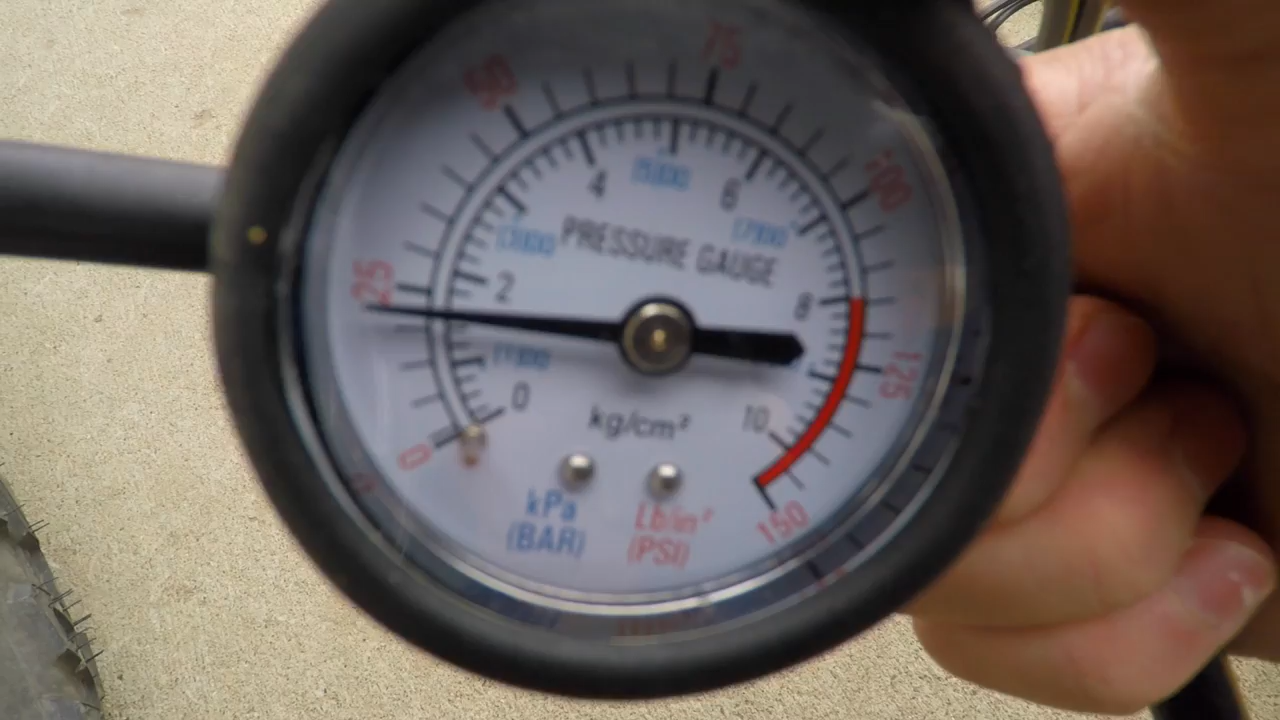 75
50
100
4
6
PRESSURE GAUGE
25
2
8
125
0
kg/cm²
10
0
kPa
(BAR)
Lb/in²
(PSI)
150